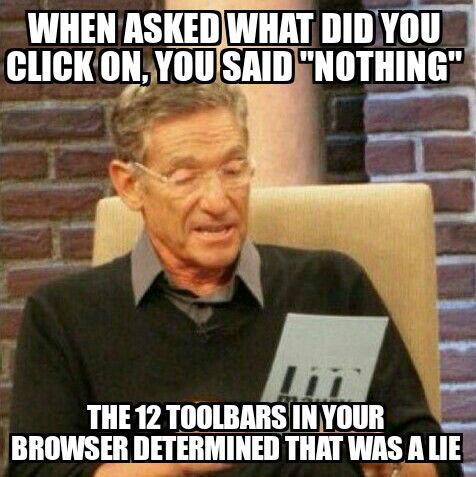 WHEN ASKED WHAT DID YOU
CLICK ON, YOU SAID "NOTHING"
THE 12 TOOLBARS IN YOUR
BROWSER DETERMINED THAT WAS A LIE